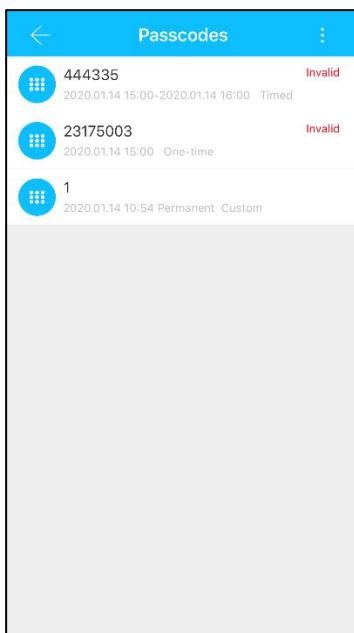 Passcodes
444335 Invalid
2020.01.14 15:00-2020.01.14 16:00 Timed
23175003 Invalid
2020.01.14 15:00 One-time
1
2020.01.14 10:54 Permanent Custom